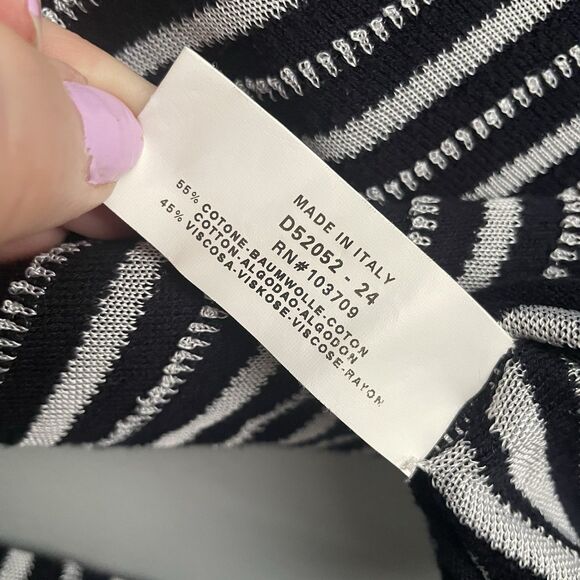 MADE IN ITALY
D52052 - 24
RN# 103709
55% COTONE-BAUMWOLLE-COTON
COTTON-ALGODAO-ALGODON
45% VISCOSA-VISKOSE-VISCOSE-RAYON